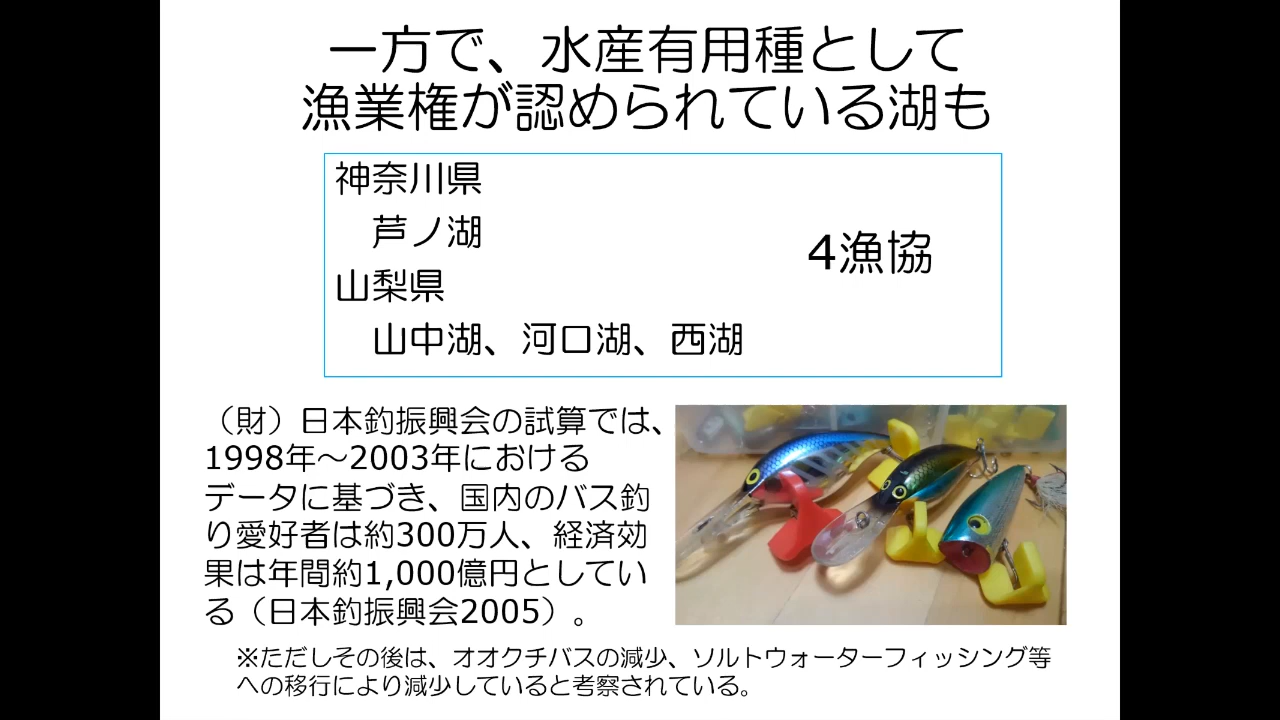 一方で、水産有用種として
漁業権が認められている湖も
神奈川県
芦ノ湖
山梨県
山中湖、河口湖、西湖
4漁協
（財）日本釣振興会の試算では、
1998年～2003年における
データに基づき、国内のバス釣
り愛好者は約300万人、経済効
果は年間約1,000億円としてい
る（日本釣振興会2005）。
※ただしその後は、オオクチバスの減少、ソルトウォーターフィッシング等
への移行により減少していると考察されている。